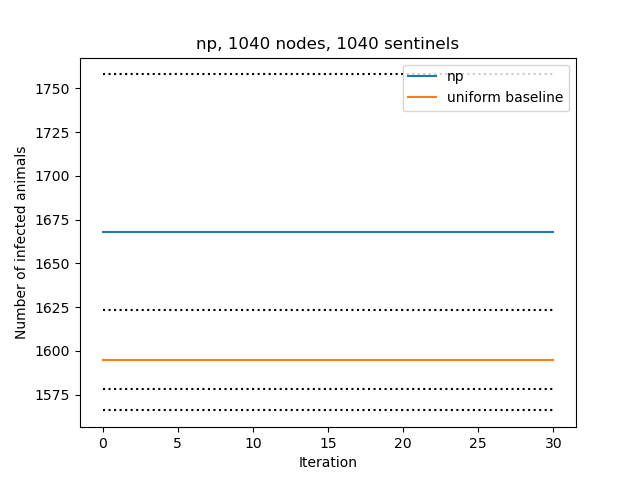 np, 1040 nodes, 1040 sentinels
np
uniform baseline
Number of infected animals
1750
1725
1700
1675
1650
1625
1600
1575
0 5 10 15 20 25 30
Iteration